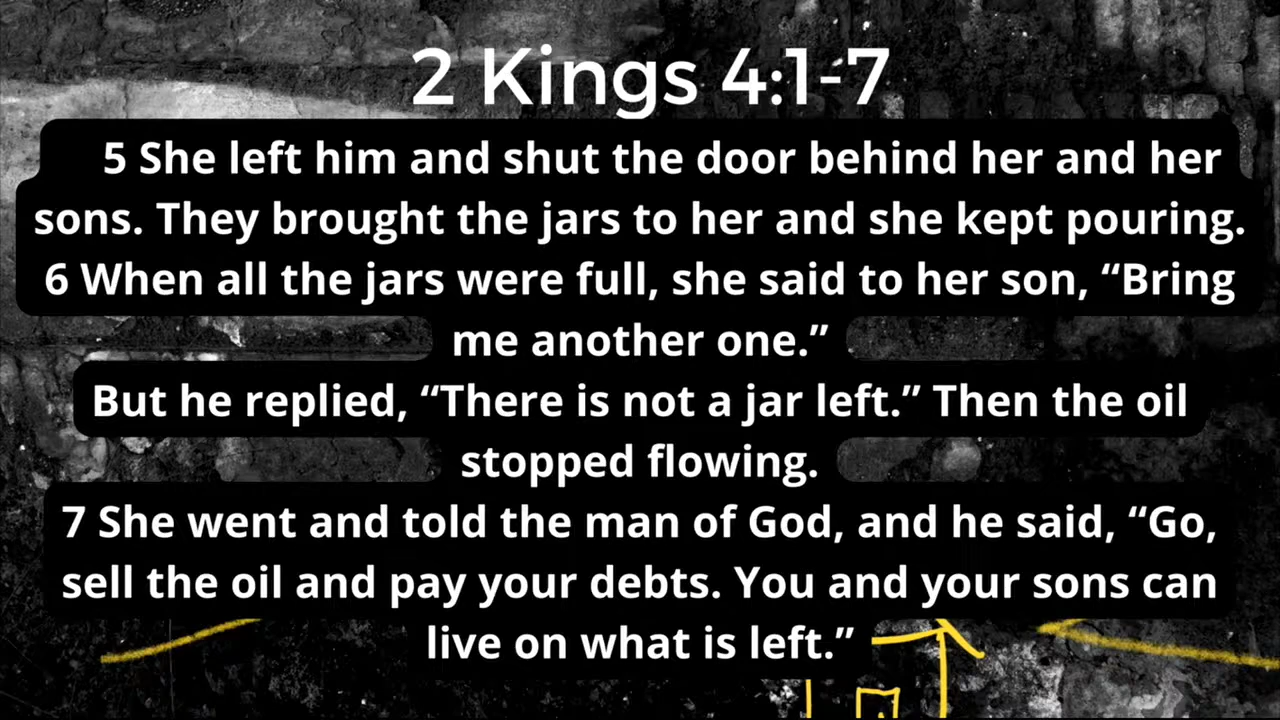 2 Kings 4:1-7
5 She left him and shut the door behind her and her
sons. They brought the jars to her and she kept pouring.
6 When all the jars were full, she said to her son, “Bring
me another one.”
But he replied, “There is not a jar left.” Then the oil
stopped flowing.
7 She went and told the man of God, and he said, “Go,
sell the oil and pay your debts. You and your sons can
live on what is left.”